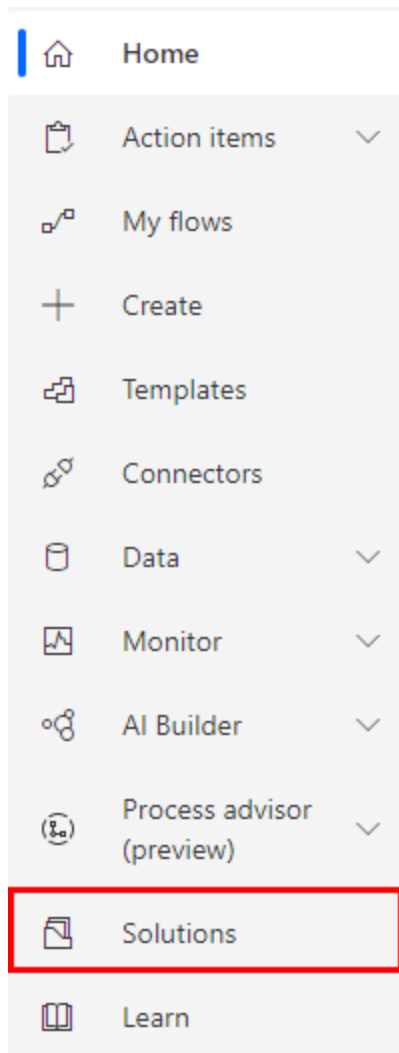 Home
Action items
My flows
Create
Templates
Connectors
Data
Monitor
AI Builder
Process advisor
(preview)
Solutions
Learn